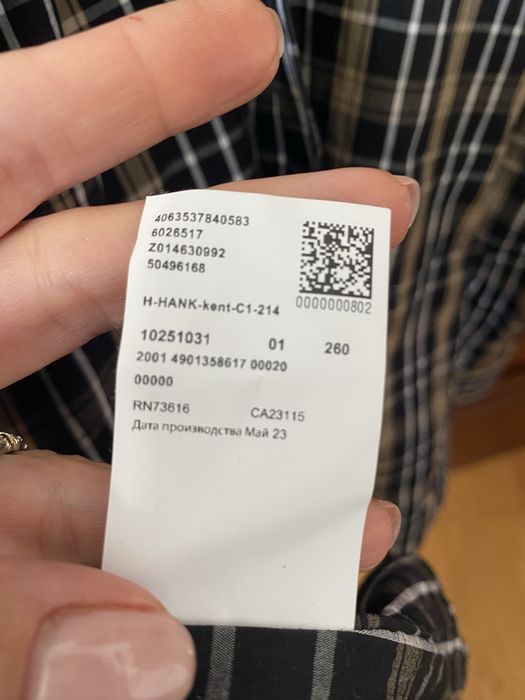 4063537840583
6026517
Z014630992
50496168
0000000802
H-HANK-kent-C1-214
10251031 01 260
2001 4901358617 00020
00000
RN73616 CA23115
Дата производства Май 23